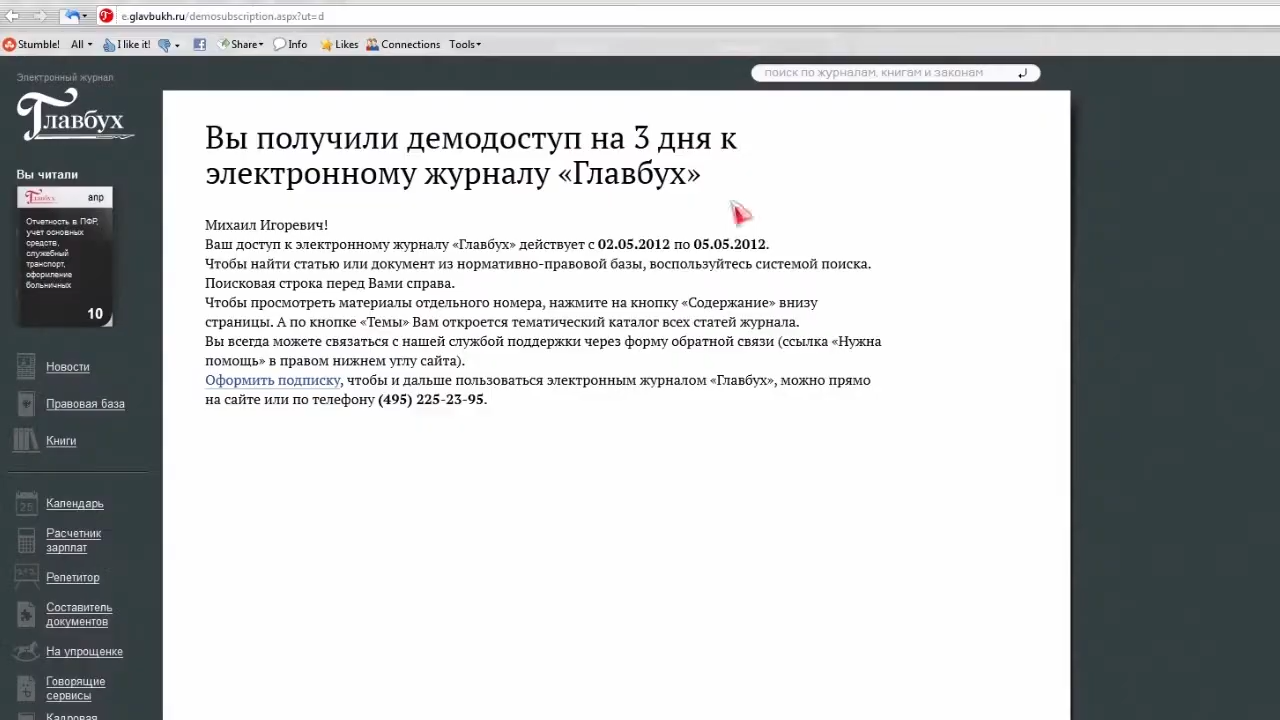 e.glavbukh.ru/demosubscription.aspx?ut=d
Stumble! All I like it! Share Info Likes Connections Tools
Электронный журнал
Главбух
поиск по журналам, книгам и законам
Вы читали
Главбух апр
Отчетность в ПФР,
учет основных
средств,
служебный
транспорт,
оформление
больничных
10
Новости
Правовая база
Книги
25
Календарь
Расчетник
зарплат
Репетитор
Составитель
документов
На упрощенке
Говорящие
сервисы
Кадровая
Вы получили демодоступ на 3 дня к
электронному журналу «Главбух»
Михаил Игоревич!
Ваш доступ к электронному журналу «Главбух» действует с 02.05.2012 по 05.05.2012.
Чтобы найти статью или документ из нормативно-правовой базы, воспользуйтесь системой поиска.
Поисковая строка перед Вами справа.
Чтобы просмотреть материалы отдельного номера, нажмите на кнопку «Содержание» внизу
страницы. А по кнопке «Темы» Вам откроется тематический каталог всех статей журнала.
Вы всегда можете связаться с нашей службой поддержки через форму обратной связи (ссылка «Нужна
помощь» в правом нижнем углу сайта).
Оформить подписку, чтобы и дальше пользоваться электронным журналом «Главбух», можно прямо
на сайте или по телефону (495) 225-23-95.